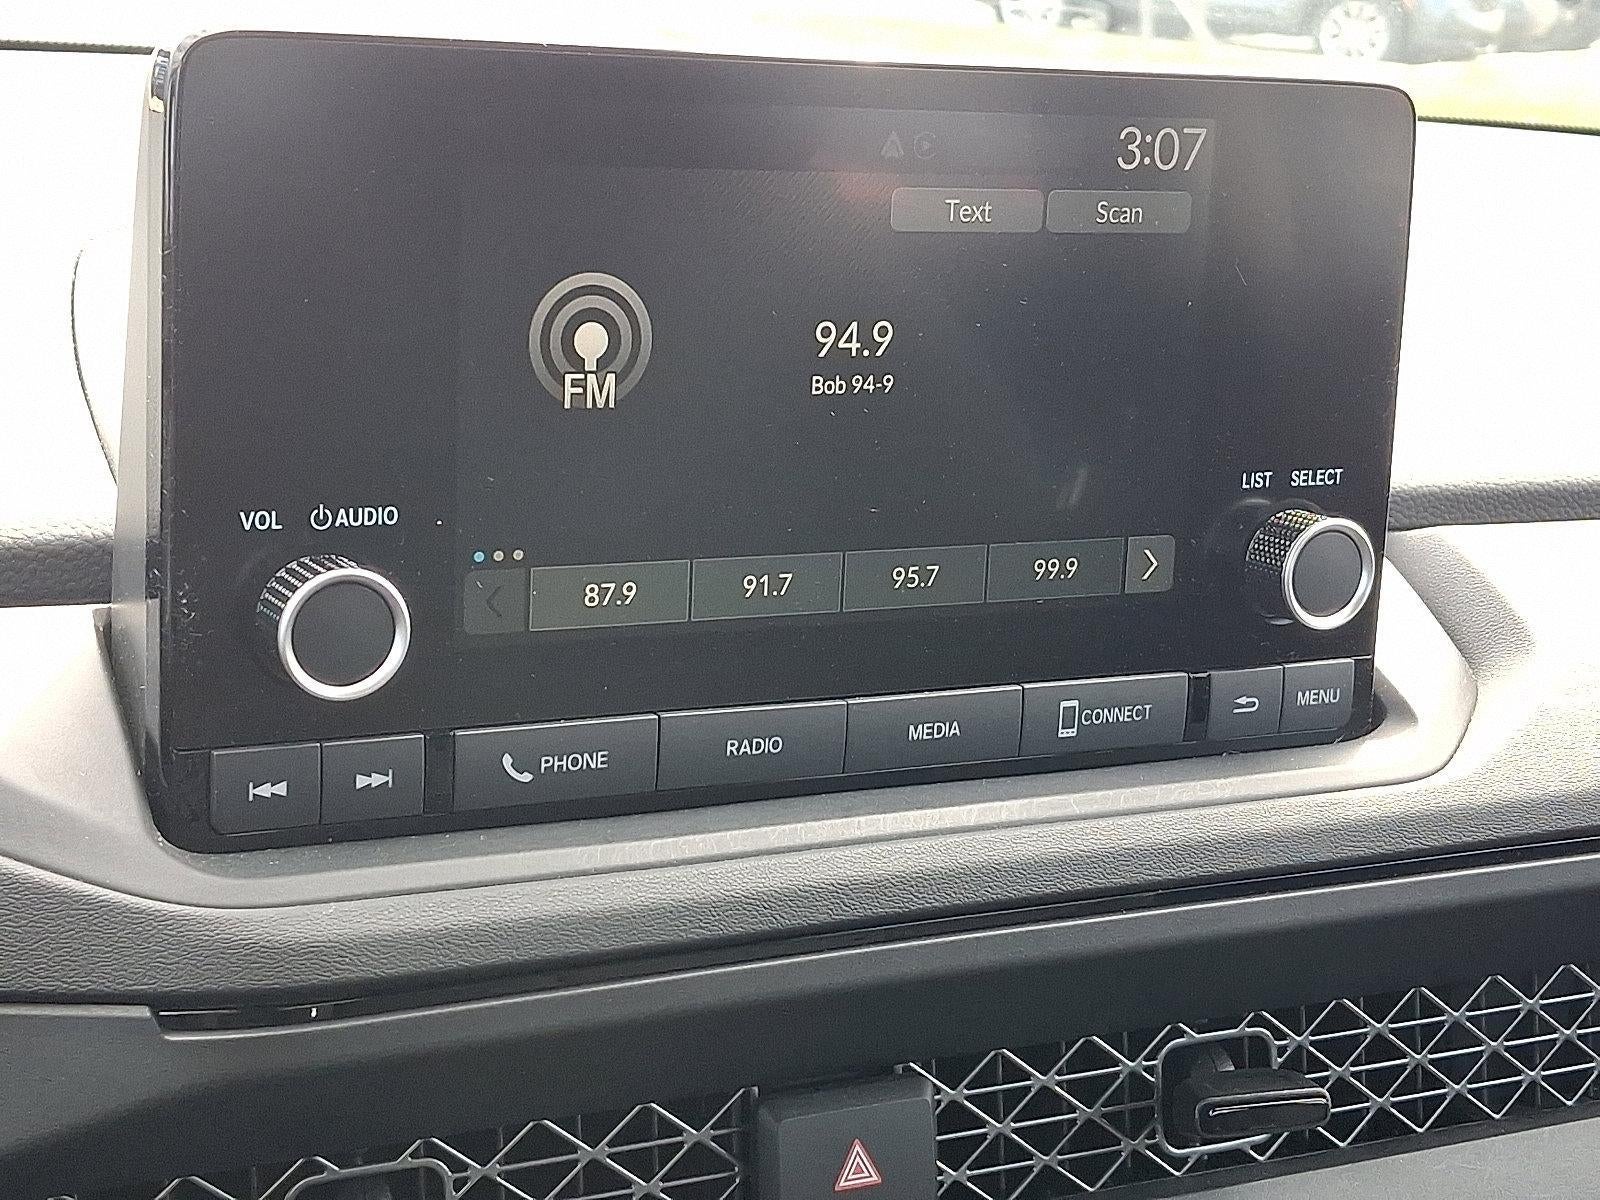 3:07
Text Scan
94.9
FM
Bob 94-9
LIST SELECT
VOL AUDIO
87.9 91.7 95.7 99.9
PHONE RADIO MEDIA CONNECT MENU